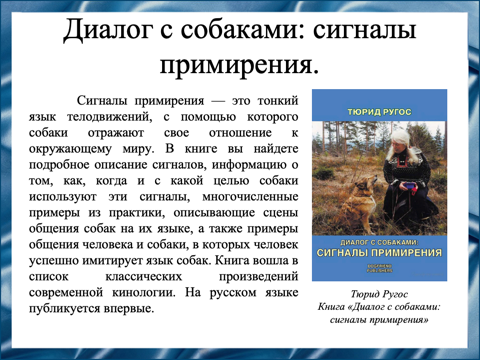 Диалог с собаками: сигналы
примирения.
Сигналы примирения — это тонкий
язык телодвижений, с помощью которого
собаки отражают свое отношение к
окружающему миру. В книге вы найдете
подробное описание сигналов, информацию о
том, как, когда и с какой целью собаки
используют эти сигналы, многочисленные
примеры из практики, описывающие сцены
общения собак на их языке, а также примеры
общения человека и собаки, в которых человек
успешно имитирует язык собак. Книга вошла в
список классических произведений
современной кинологии. На русском языке
публикуется впервые.
ТЮРИД РУГОС
ДИАЛОГ С СОБАКАМИ
СИГНАЛЫ ПРИМИРЕНИЯ
Тюрид Ругос
Книга «Диалог с собаками:
сигналы примирения»